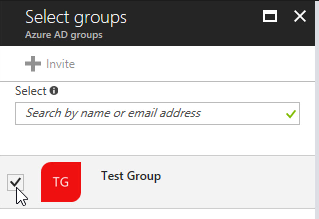 Select groups
Azure AD groups
Invite
Select
Search by name or email address
TG
Test Group